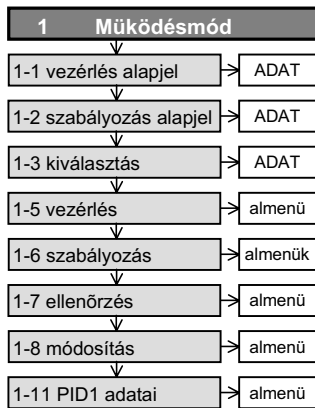 1 Müködésmód
1-1 vezérlés alapjel ADAT
1-2 szabályozás alapjel ADAT
1-3 kiválasztás ADAT
1-5 vezérlés almenü
1-6 szabályozás almenük
1-7 ellenõrzés almenü
1-8 módosítás almenü
1-11 PID1 adatai almenü